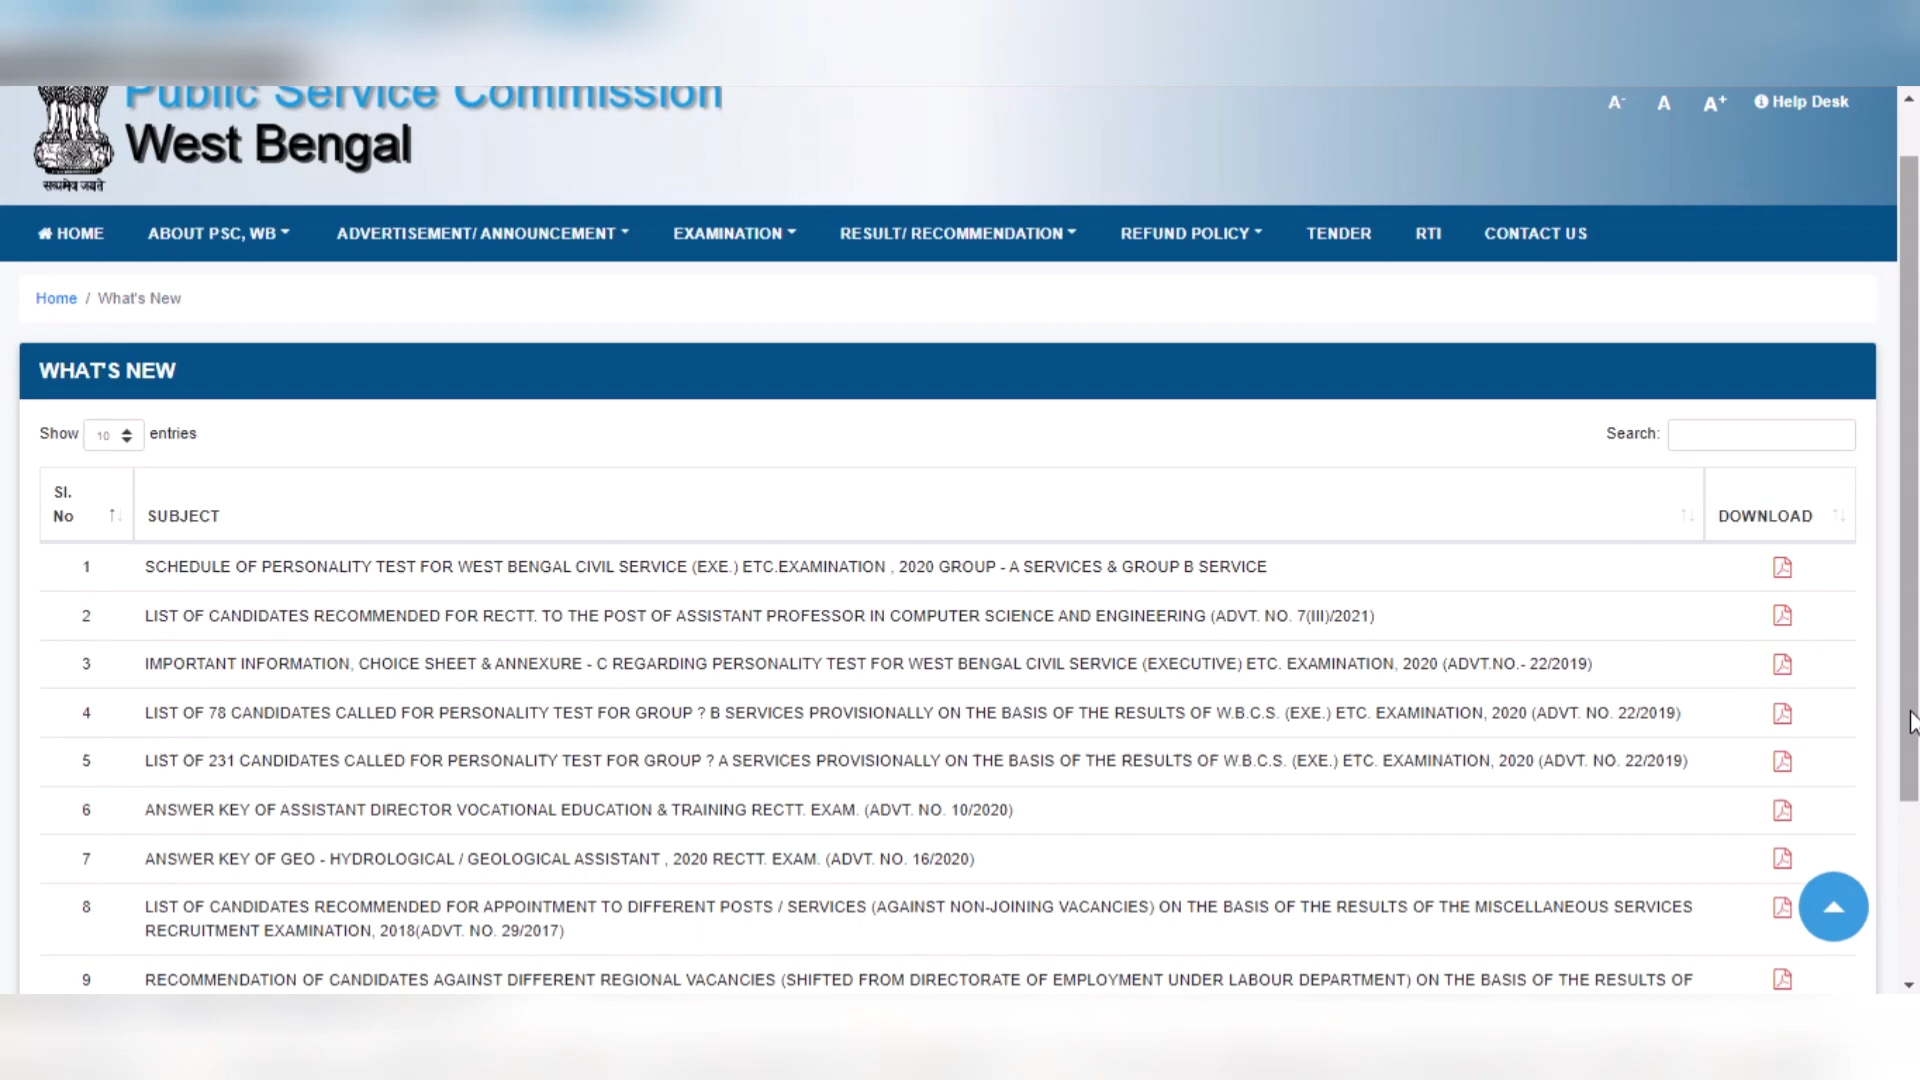 Public Service Commission
West Bengal
सत्यमेव जयते
A- A A+ Help Desk
HOME ABOUT PSC, WB ADVERTISEMENT/ ANNOUNCEMENT EXAMINATION RESULT/ RECOMMENDATION REFUND POLICY TENDER RTI CONTACT US
Home / What's New
WHAT'S NEW
Show 10 entries Search:
Sl.
No SUBJECT DOWNLOAD
1 SCHEDULE OF PERSONALITY TEST FOR WEST BENGAL CIVIL SERVICE (EXE.) ETC.EXAMINATION , 2020 GROUP - A SERVICES & GROUP B SERVICE
2 LIST OF CANDIDATES RECOMMENDED FOR RECTT. TO THE POST OF ASSISTANT PROFESSOR IN COMPUTER SCIENCE AND ENGINEERING (ADVT. NO. 7(III)/2021)
3 IMPORTANT INFORMATION, CHOICE SHEET & ANNEXURE - C REGARDING PERSONALITY TEST FOR WEST BENGAL CIVIL SERVICE (EXECUTIVE) ETC. EXAMINATION, 2020 (ADVT.NO.- 22/2019)
4 LIST OF 78 CANDIDATES CALLED FOR PERSONALITY TEST FOR GROUP ? B SERVICES PROVISIONALLY ON THE BASIS OF THE RESULTS OF W.B.C.S. (EXE.) ETC. EXAMINATION, 2020 (ADVT. NO. 22/2019)
5 LIST OF 231 CANDIDATES CALLED FOR PERSONALITY TEST FOR GROUP ? A SERVICES PROVISIONALLY ON THE BASIS OF THE RESULTS OF W.B.C.S. (EXE.) ETC. EXAMINATION, 2020 (ADVT. NO. 22/2019)
6 ANSWER KEY OF ASSISTANT DIRECTOR VOCATIONAL EDUCATION & TRAINING RECTT. EXAM. (ADVT. NO. 10/2020)
7 ANSWER KEY OF GEO - HYDROLOGICAL / GEOLOGICAL ASSISTANT , 2020 RECTT. EXAM. (ADVT. NO. 16/2020)
8 LIST OF CANDIDATES RECOMMENDED FOR APPOINTMENT TO DIFFERENT POSTS / SERVICES (AGAINST NON-JOINING VACANCIES) ON THE BASIS OF THE RESULTS OF THE MISCELLANEOUS SERVICES
RECRUITMENT EXAMINATION, 2018(ADVT. NO. 29/2017)
9 RECOMMENDATION OF CANDIDATES AGAINST DIFFERENT REGIONAL VACANCIES (SHIFTED FROM DIRECTORATE OF EMPLOYMENT UNDER LABOUR DEPARTMENT) ON THE BASIS OF THE RESULTS OF